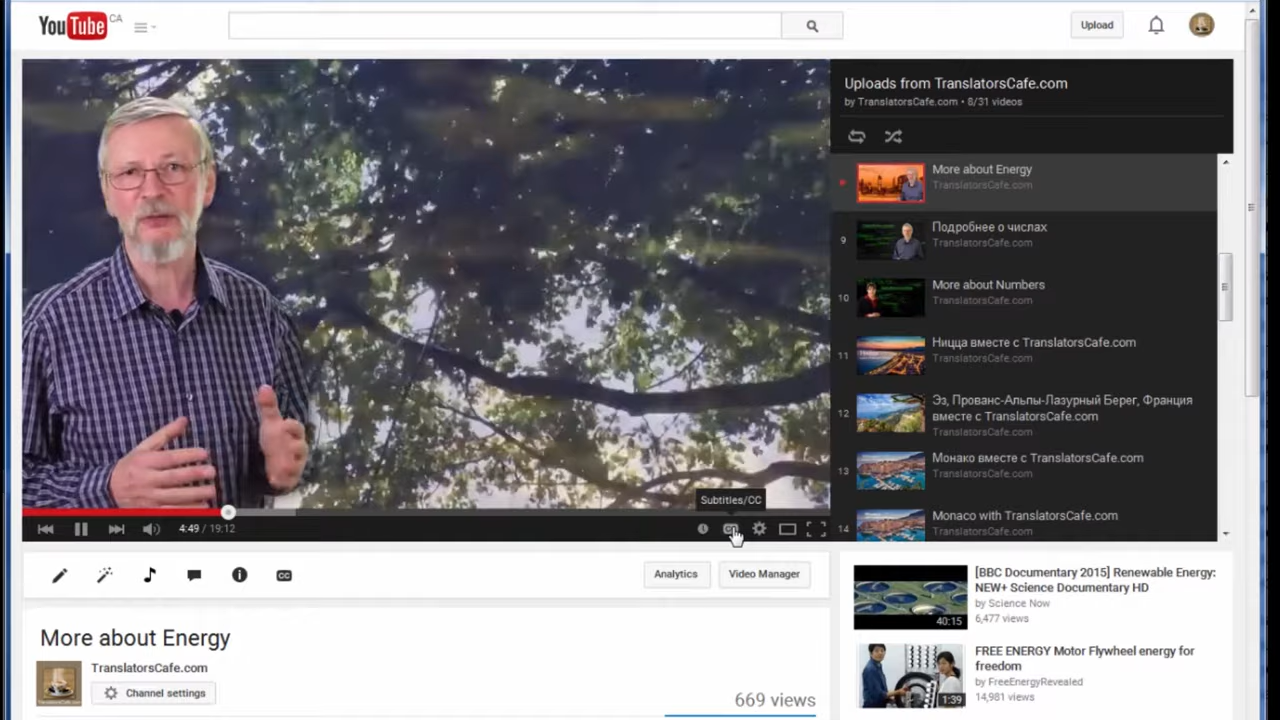 YouTube CA
Upload
Uploads from TranslatorsCafe.com
by TranslatorsCafe.com • 8/31 videos
More about Energy
TranslatorsCafe.com
9
Подробнее о числах
TranslatorsCafe.com
10
More about Numbers
TranslatorsCafe.com
11
Ницца вместе с TranslatorsCafe.com
TranslatorsCafe.com
12
Эз, Прованс-Альпы-Лазурный Берег, Франция
вместе с TranslatorsCafe.com
TranslatorsCafe.com
13
Монако вместе с TranslatorsCafe.com
TranslatorsCafe.com
14
Monaco with TranslatorsCafe.com
TranslatorsCafe.com
Subtitles/CC
4:49 / 19:12
CC
CC
Analytics
Video Manager
More about Energy
TranslatorsCafe.com
Channel settings
669 views
[BBC Documentary 2015] Renewable Energy:
NEW+ Science Documentary HD
by Science Now
6,477 views
40:15
FREE ENERGY Motor Flywheel energy for
freedom
by FreeEnergyRevealed
14,981 views
1:39